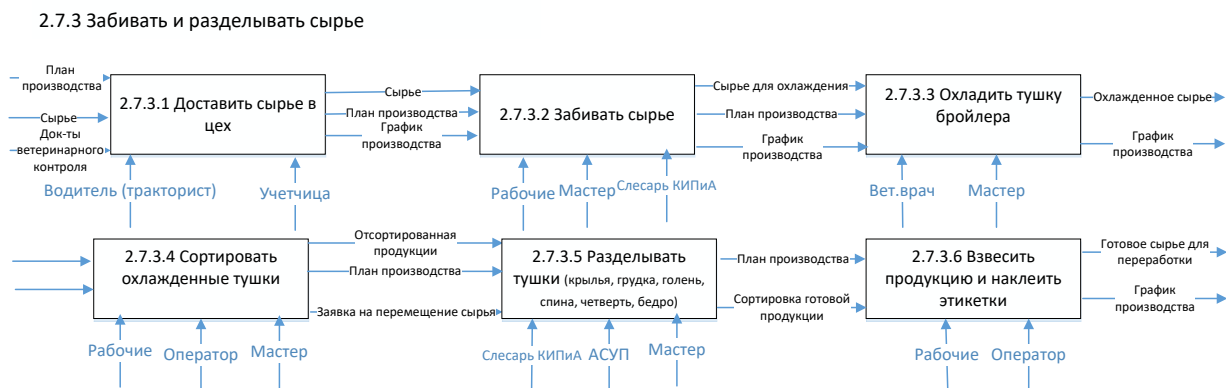 2.7.3 Забивать и разделывать сырье
План
производства
Сырье
Док-ты
ветеринарного
контроля
2.7.3.1 Доставить сырье в
цех
Водитель (тракторист)
Учетчица
Сырье
План производства
График
производства
2.7.3.2 Забивать сырье
Рабочие
Мастер
Слесарь КИПиА
Сырье для охлаждения
План производства
График
производства
2.7.3.3 Охладить тушку
бройлера
Вет.врач
Мастер
Охлажденное сырье
График
производства
2.7.3.4 Сортировать
охлажденные тушки
Рабочие
Оператор
Мастер
Отсортированная
продукции
План производства
Заявка на перемещение сырья
2.7.3.5 Разделывать
тушки (крылья, грудка, голень,
спина, четверть, бедро)
Слесарь КИПиА
АСУП
Мастер
План производства
Сортировка готовой
продукции
2.7.3.6 Взвесить
продукцию и наклеить
этикетки
Рабочие
Оператор
Готовое сырье для
переработки
График
производства